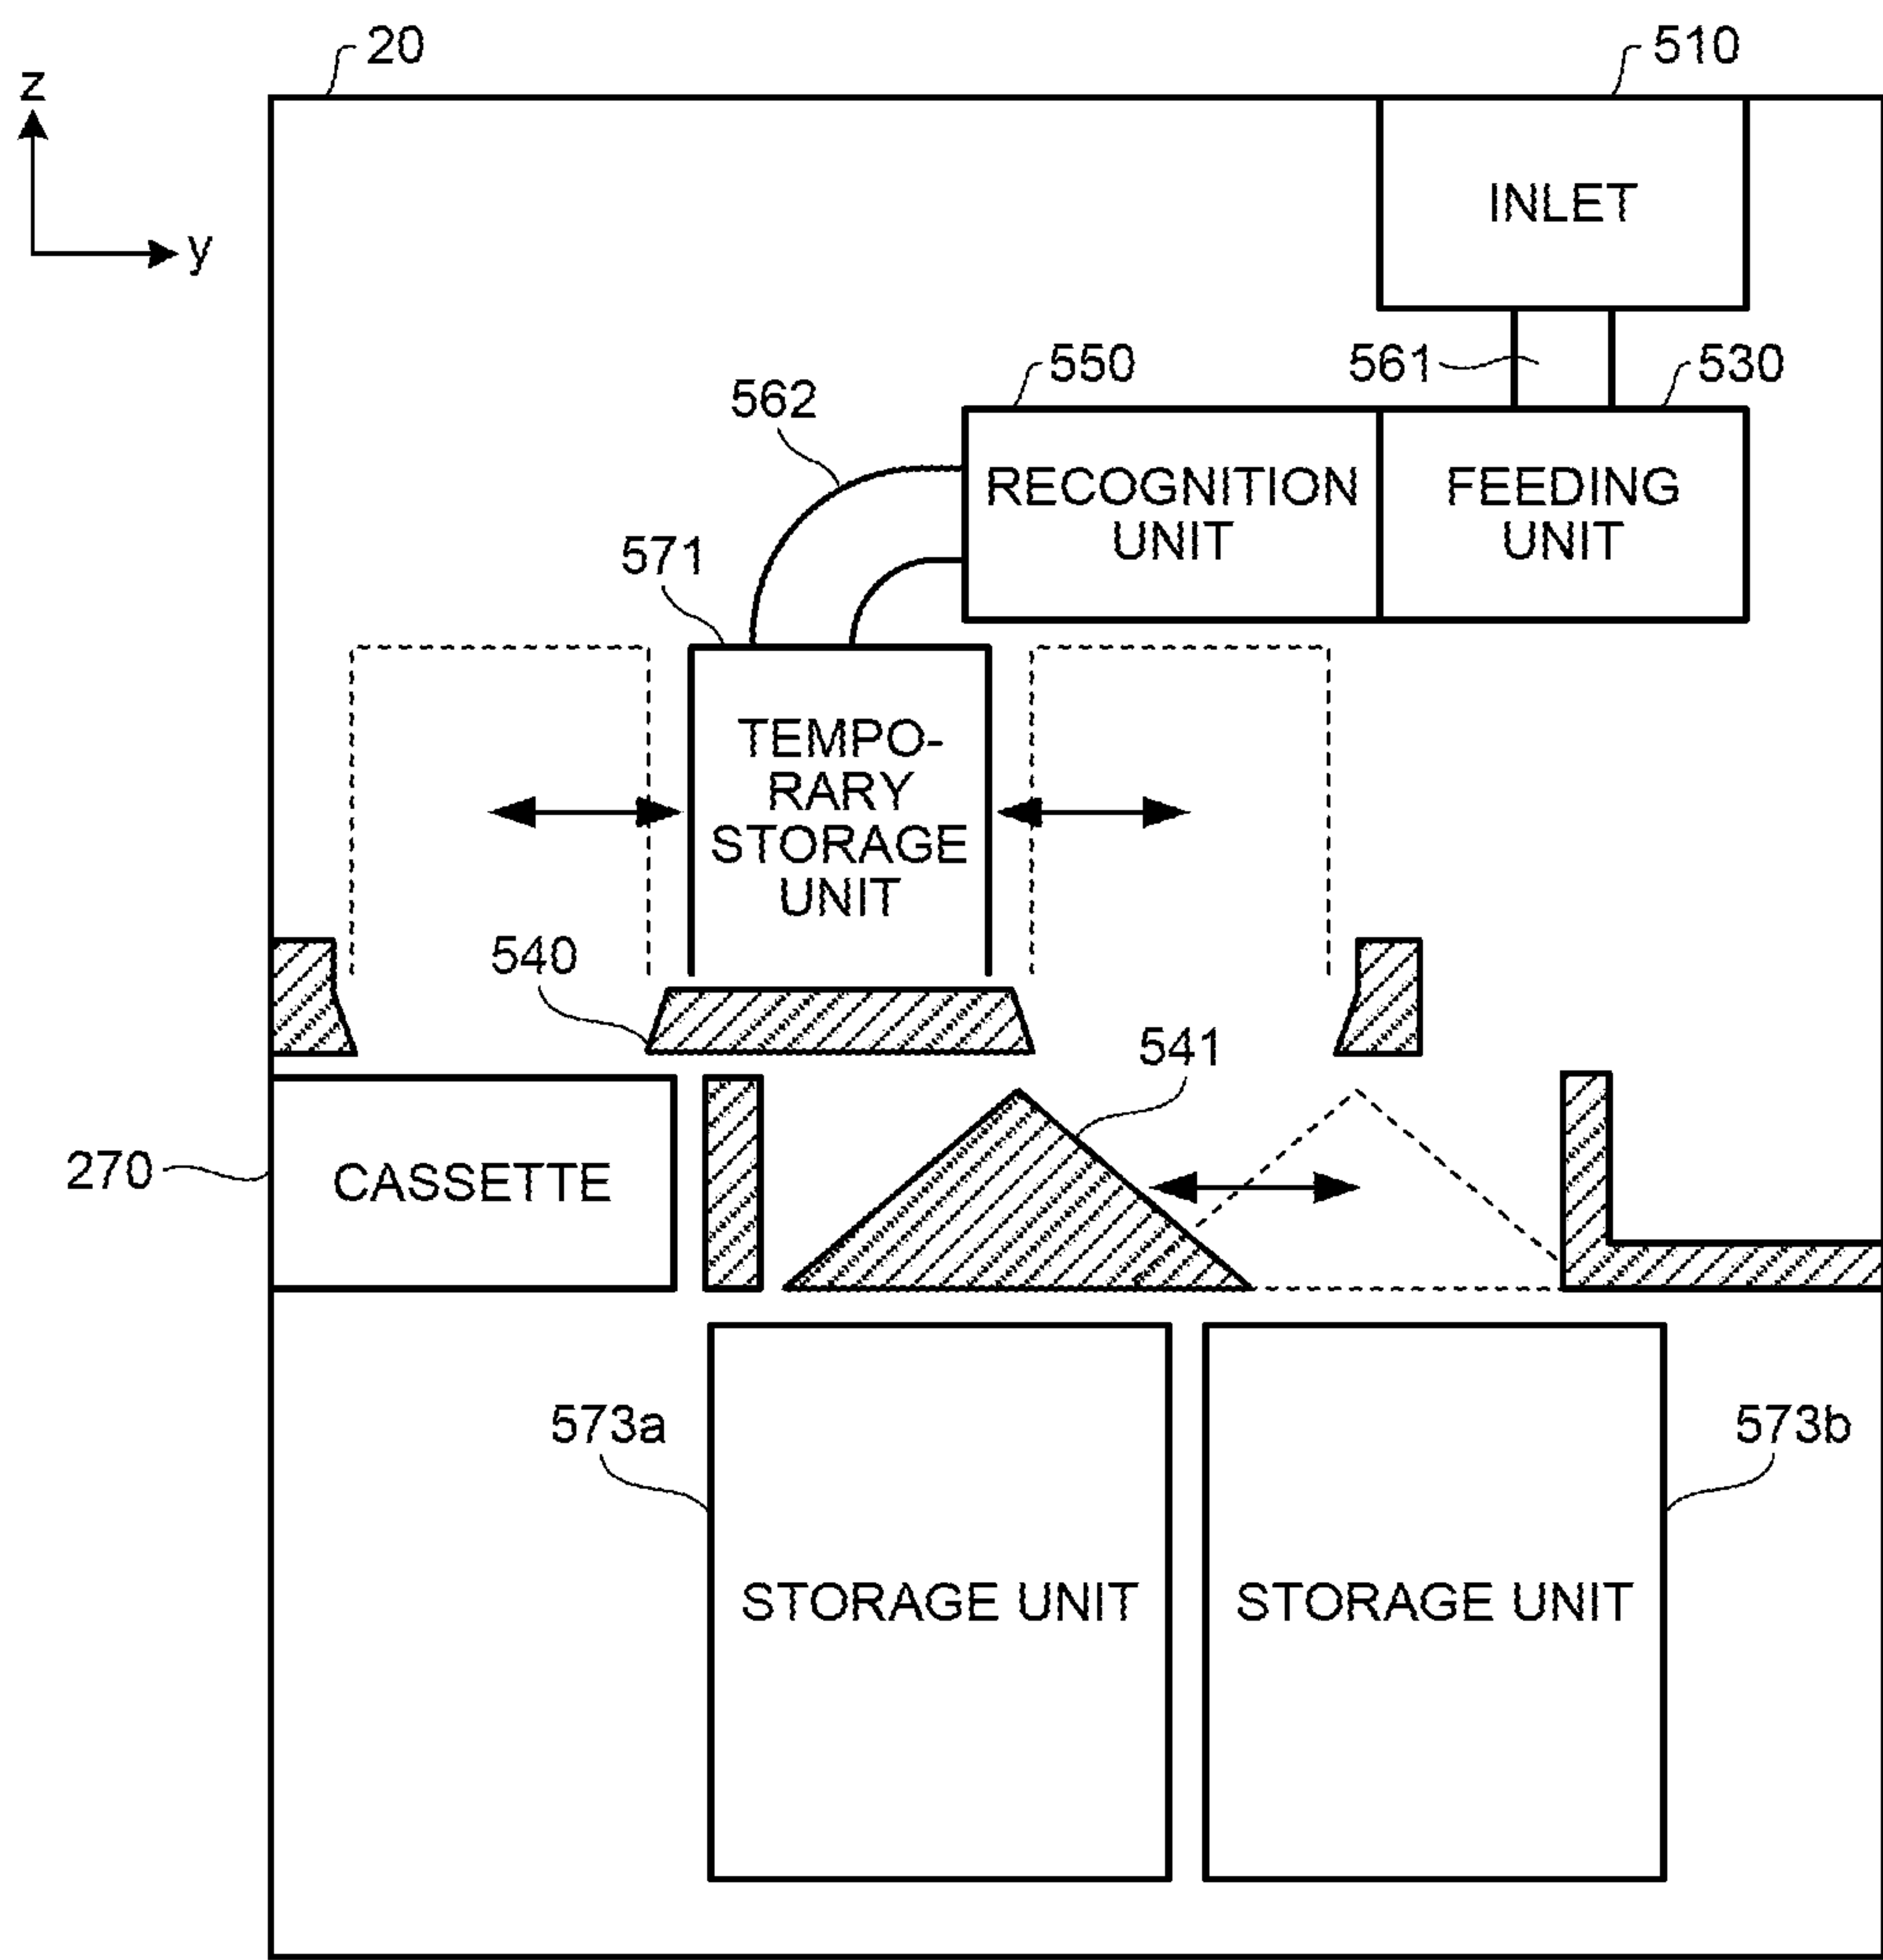 20
510
z
y
INLET
550
561
530
562
RECOGNITION
UNIT
FEEDING
UNIT
571
TEMPO-
RARY
STORAGE
UNIT
540
541
270
CASSETTE
573a
573b
STORAGE UNIT
STORAGE UNIT